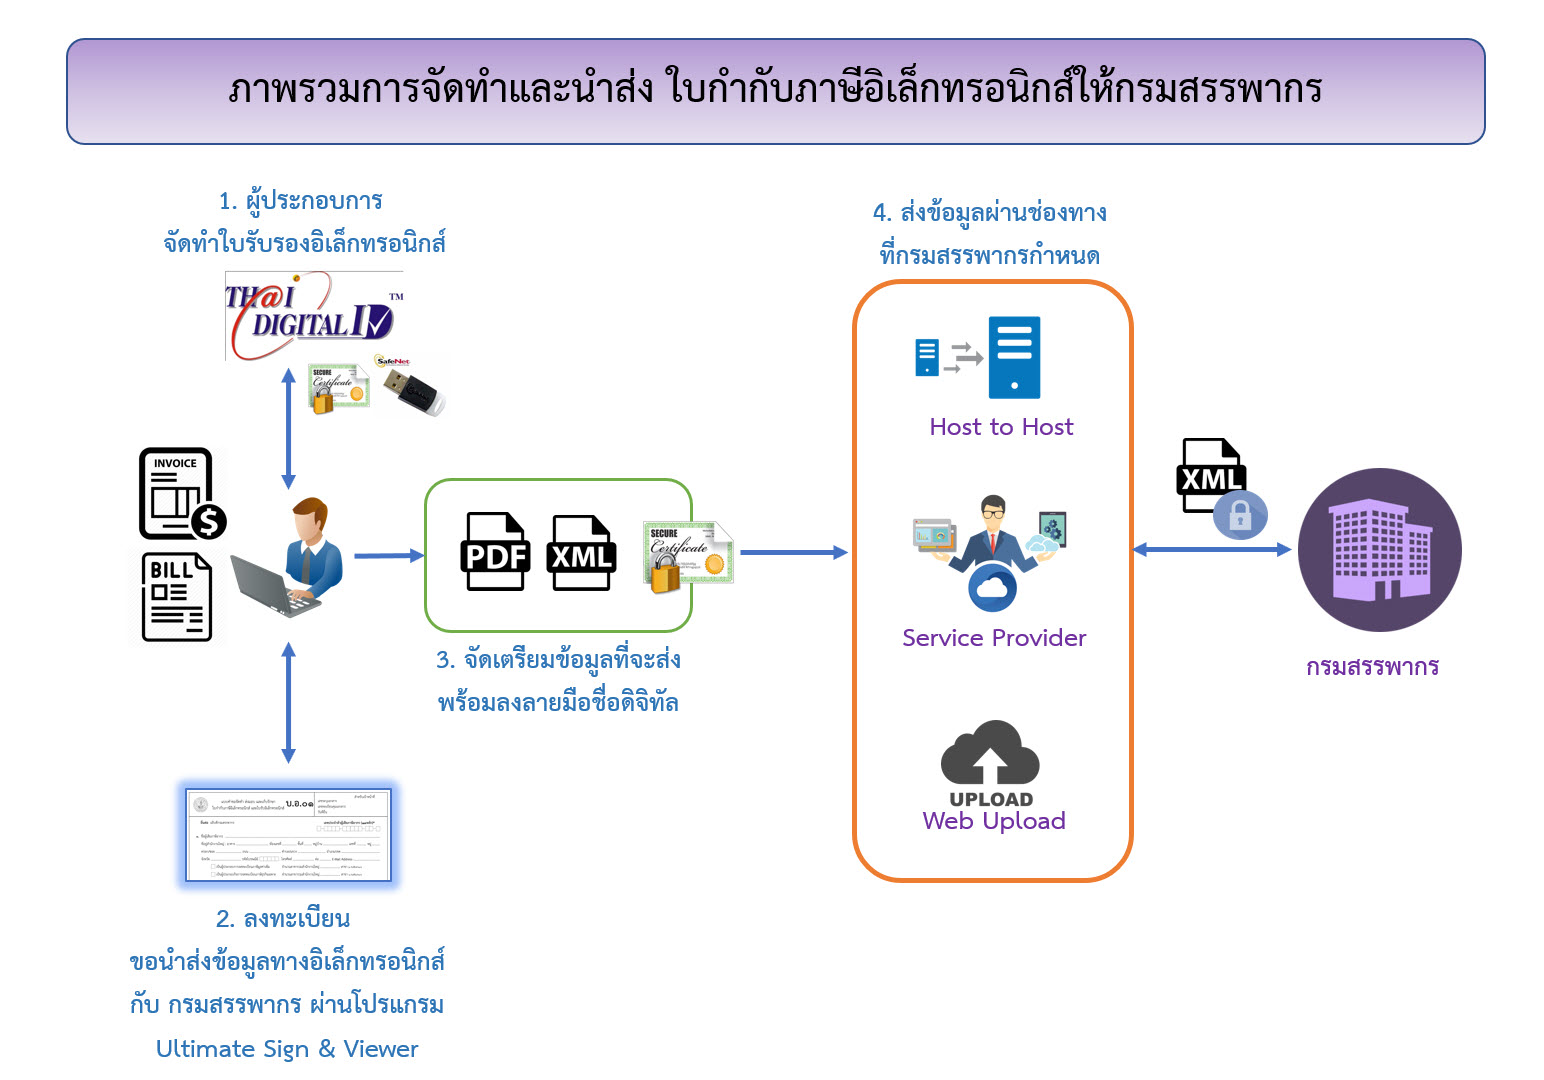 ภาพรวมการจัดทำและนำส่ง ใบกำกับภาษีอิเล็กทรอนิกส์ให้กรมสรรพากร
1. ผู้ประกอบการ
จัดทำใบรับรองอิเล็กทรอนิกส์
TH@I
DIGITAL ID
TM
SafeNet
SECURE
Certificate
INVOICE
$
BILL
PDF
XML
SECURE
Certificate
3. จัดเตรียมข้อมูลที่จะส่ง
พร้อมลงลายมือชื่อดิจิทัล
บ.อ.๐๑
2. ลงทะเบียน
ขอนำส่งข้อมูลทางอิเล็กทรอนิกส์
กับ กรมสรรพากร ผ่านโปรแกรม
Ultimate Sign & Viewer
4. ส่งข้อมูลผ่านช่องทาง
ที่กรมสรรพากรกำหนด
Host to Host
Service Provider
UPLOAD
Web Upload
XML
กรมสรรพากร